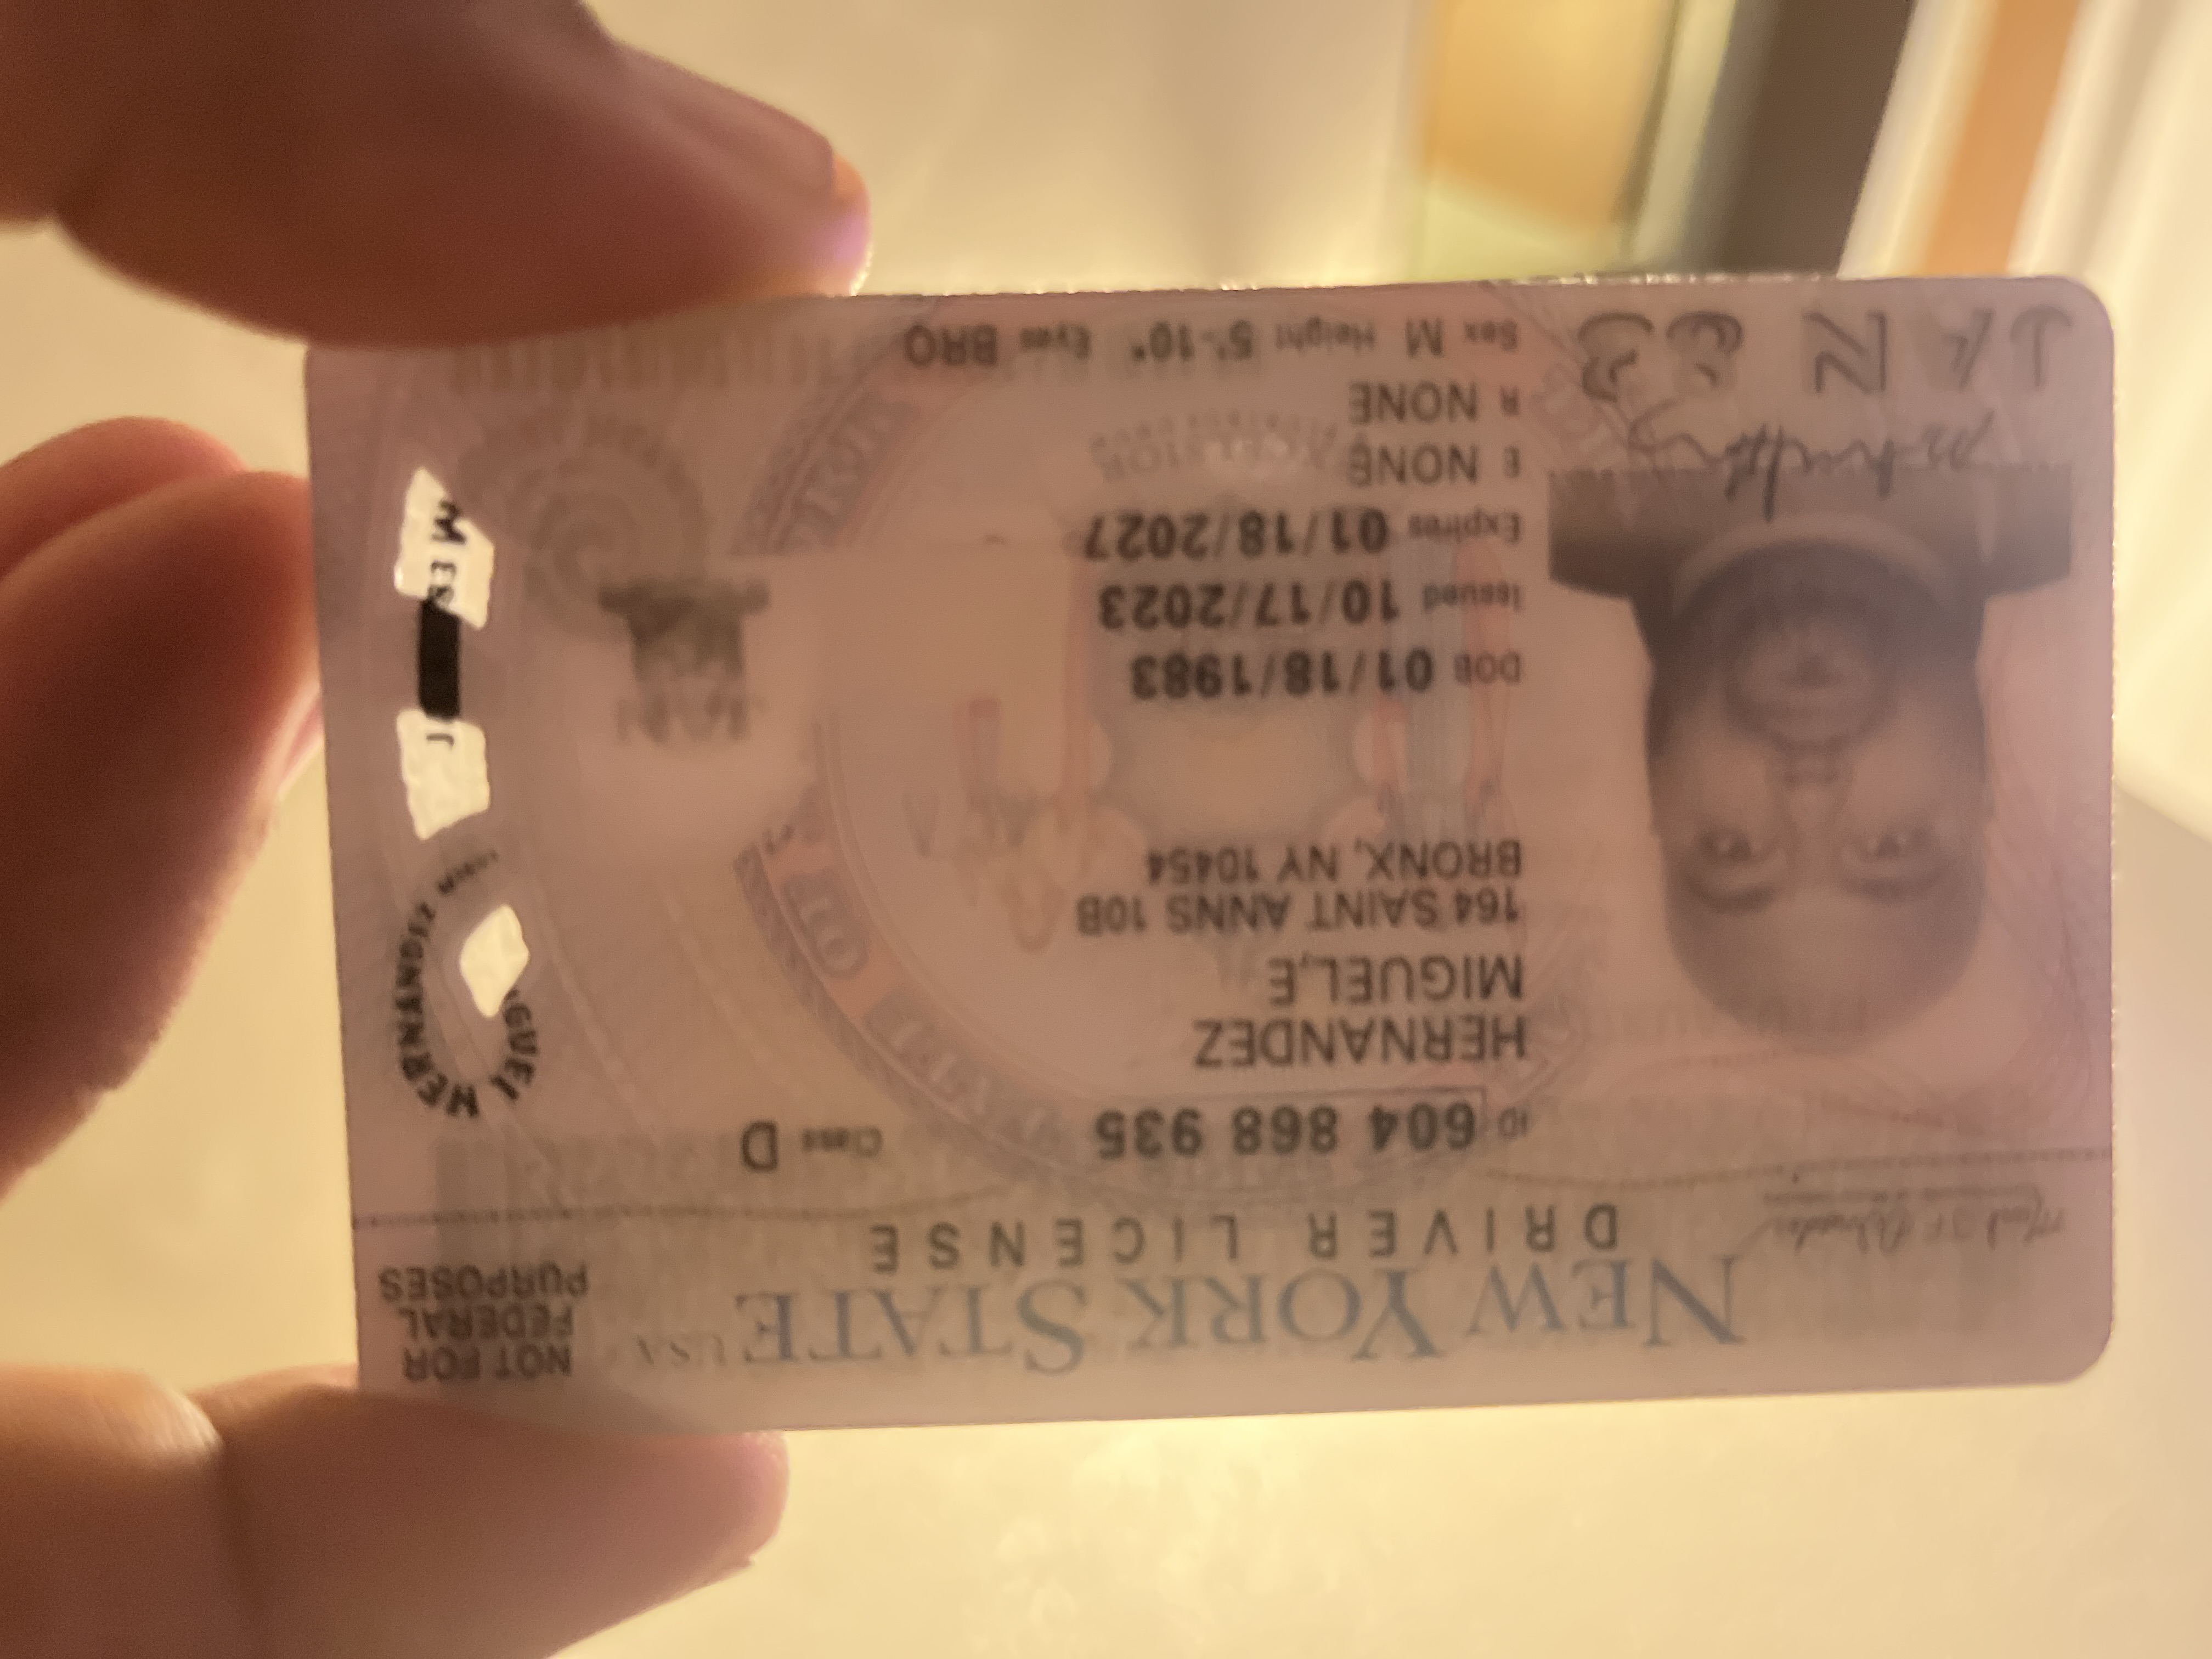 NEW YORK STATE USA
DRIVER LICENSE
NOT FOR
FEDERAL
PURPOSES
ID 604 868 935
Class D
HERNANDEZ
MIGUEL,E
164 SAINT ANNS 10B
BRONX, NY 10454
DOB 01/18/1983
Issued 10/17/2023
Expires 01/18/2027
E NONE
R NONE
Sex M Height 5'-10" Eyes BRO
JAN 83
EXCELSIOR
JAN